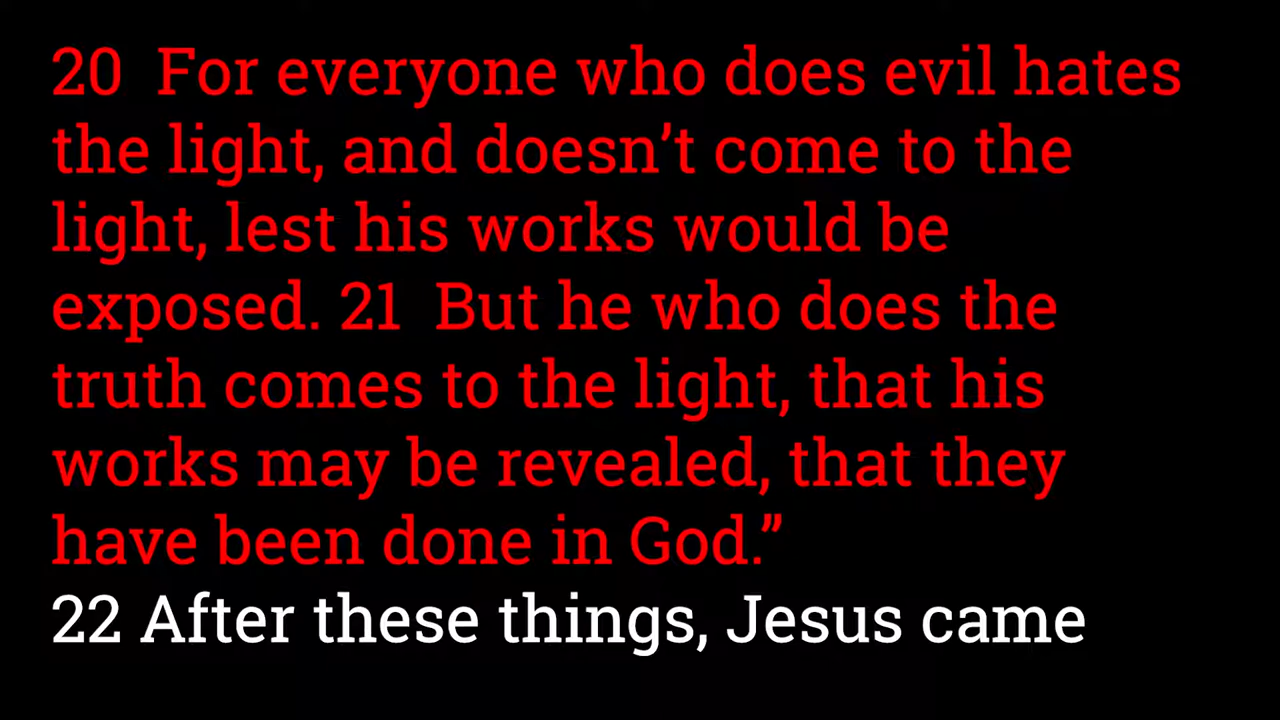 20  For everyone who does evil hates
the light, and doesn’t come to the
light, lest his works would be
exposed. 21  But he who does the
truth comes to the light, that his
works may be revealed, that they
have been done in God.”
22 After these things, Jesus came